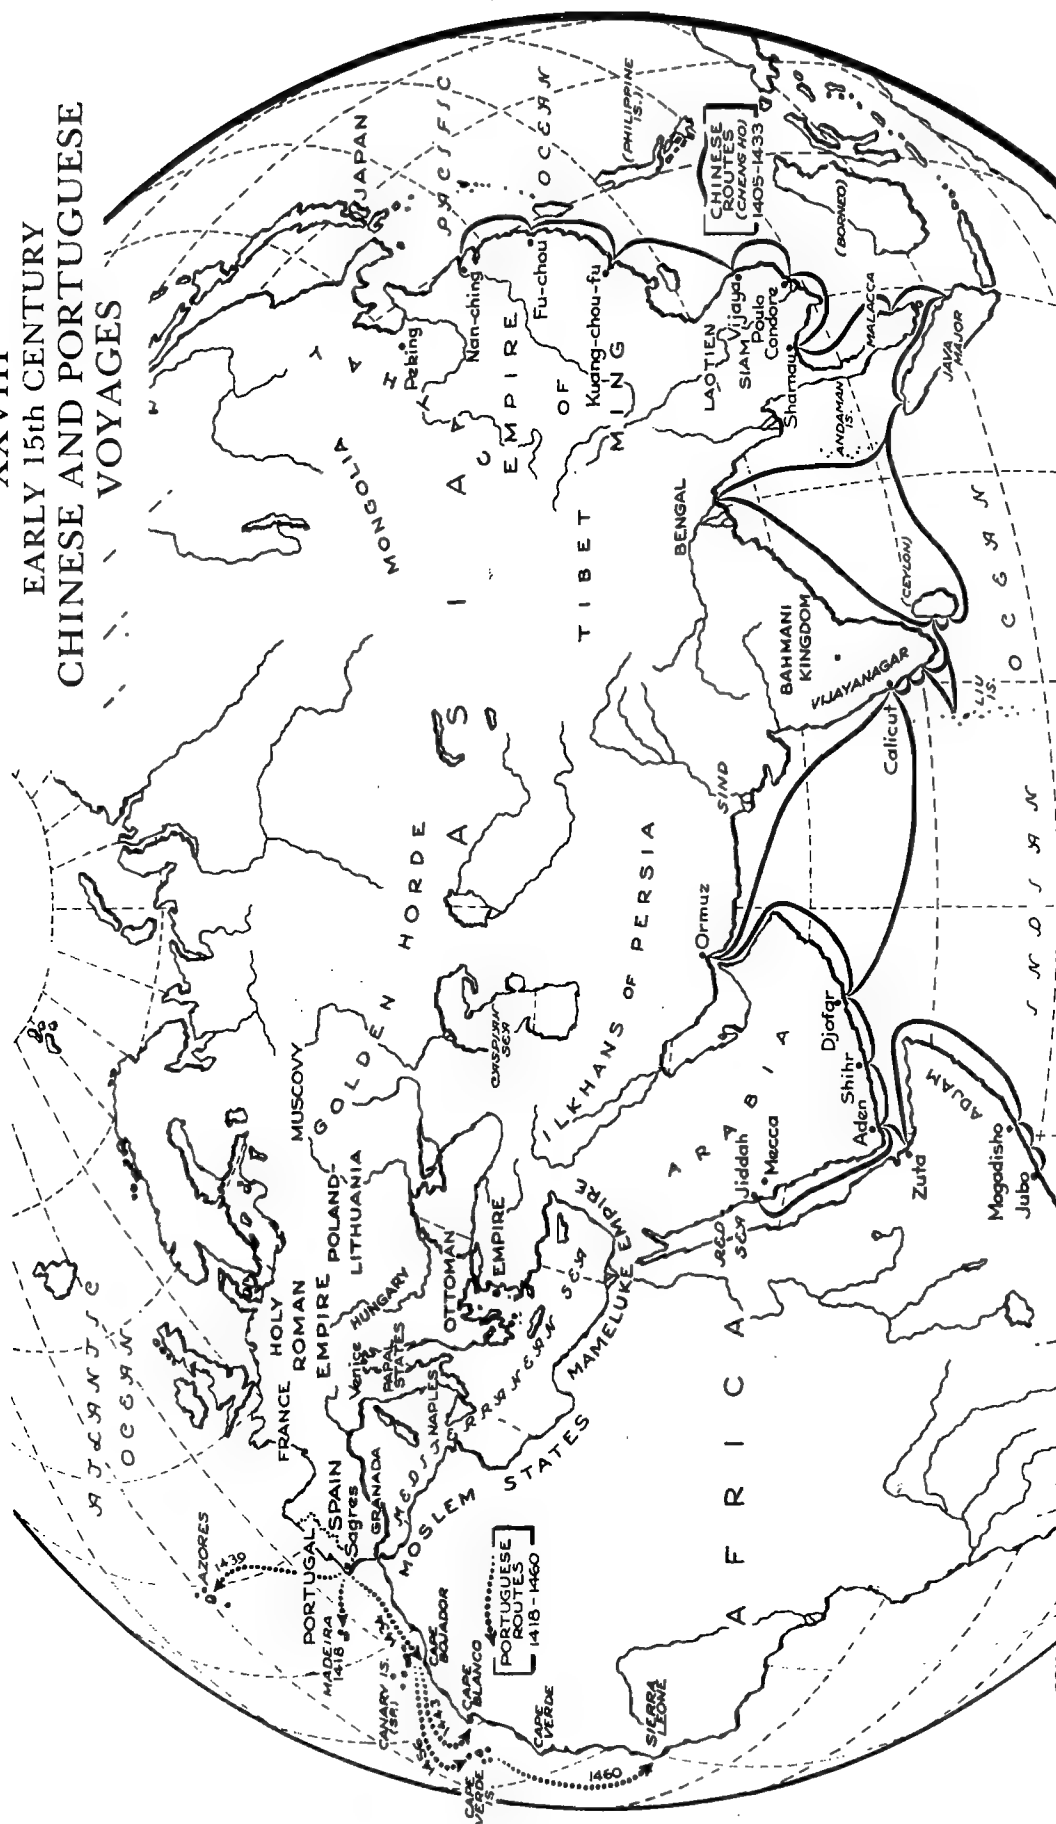 XXVIII
EARLY 15th CENTURY
CHINESE AND PORTUGUESE
VOYAGES
ATLANTIC
OCEAN
AZORES
1439
PORTUGAL
MADEIRA
1418
SPAIN
Sagres
GRANADA
CANARY IS.
(SP.)
CAPE
BOJADOR
CAPE
BLANCO
1443
1456
CAPE
VERDE
IS.
CAPE
VERDE
1460
SIERRA
LEONE
PORTUGUESE
ROUTES
1418-1460
FRANCE
HOLY
ROMAN
EMPIRE
POLAND-
LITHUANIA
MUSCOVY
HUNGARY
Venice
PAPAL
STATES
NAPLES
OTTOMAN
EMPIRE
MOSLEM
STATES
MAMELUKE EMPIRE
AFRICA
RED
SEA
Jiddah
Mecca
ARABIA
Aden
Shihr
Djofar
Zuta
ADJAM
Mogadisho
Jubo
GOLDEN HORDE
CASPIAN
SEA
ILKHANS OF PERSIA
Ormuz
SIND
ASIA
MONGOLIA
TIBET
BENGAL
BAHMANI
KINGDOM
VIJAYANAGAR
Calicut
(CEYLON)
LIU
IS.
INDIAN OCEAN
ANDAMAN
IS.
CATHAY
Peking
JAPAN
Nan-ching
Fu-chou
Kuang-chou-fu
EMPIRE
OF
MING
LAOTIEN
SIAM
Vijaya
Poulo
Condore
Sharnau
MALACCA
JAVA
MAJOR
(BORNEO)
(PHILIPPINE
IS.)
PACIFIC
OCEAN
CHINESE
ROUTES
(CHENG HO)
1405-1433